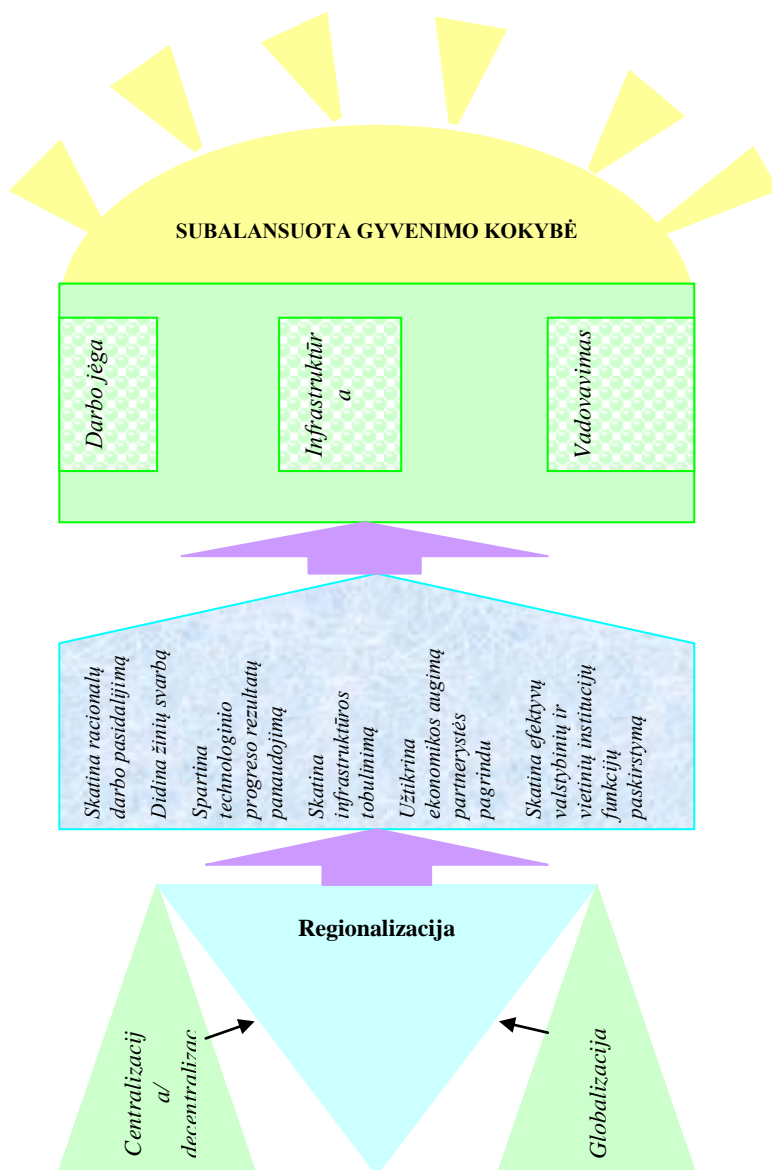 SUBALANSUOTA GYVENIMO KOKYBĖ
Darbo jėga
Infrastruktūr
a
Vadovavimas
Skatina racionalų
darbo pasidalijimą
Didina žinių svarbą
Spartina
technologinio
progreso rezultatų
panaudojimą
Skatina
infrastruktūros
tobulinimą
Užtikrina
ekonomikos augimą
partnerystės
pagrindu
Skatina efektyvų
valstybinių ir
vietinių institucijų
funkcijų
paskirstymą
Regionalizacija
Centralizacij
a/
decentralizac
Globalizacija